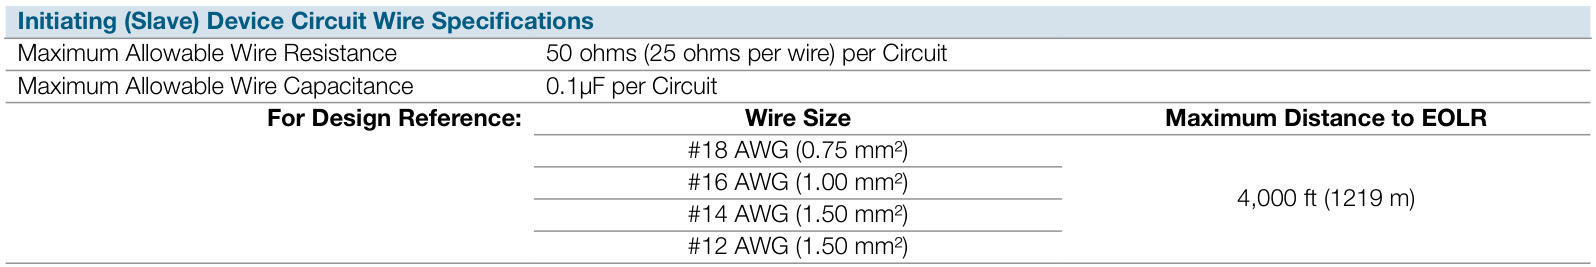 Initiating (Slave) Device Circuit Wire Specifications
Maximum Allowable Wire Resistance 50 ohms (25 ohms per wire) per Circuit
Maximum Allowable Wire Capacitance 0.1µF per Circuit
For Design Reference: Wire Size Maximum Distance to EOLR
#18 AWG (0.75 mm²)
#16 AWG (1.00 mm²)
4,000 ft (1219 m)
#14 AWG (1.50 mm²)
#12 AWG (1.50 mm²)